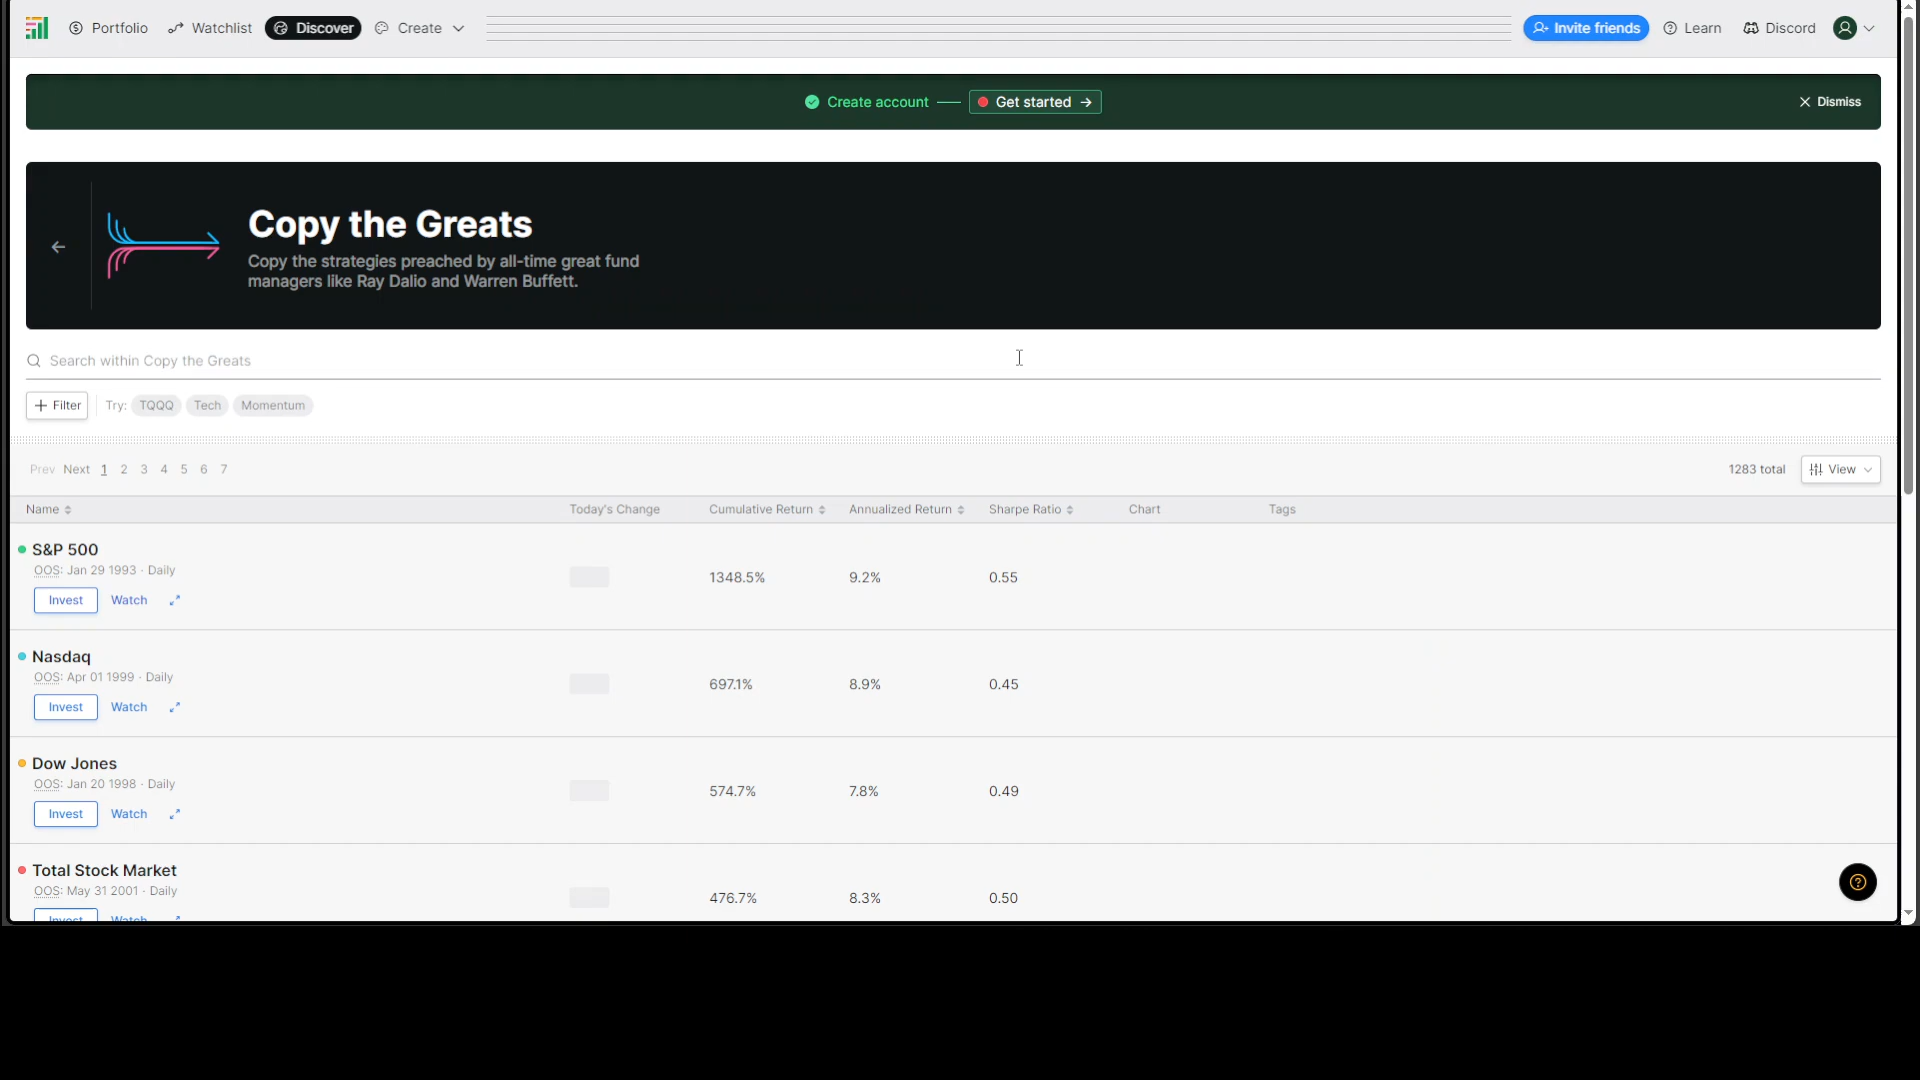 Portfolio Watchlist Discover Create Invite friends Learn Discord
Create account Get started → Dismiss
Copy the Greats
Copy the strategies preached by all-time great fund
managers like Ray Dalio and Warren Buffett.
Search within Copy the Greats
+ Filter Try: TQQQ Tech Momentum
Prev Next 1 2 3 4 5 6 7 1283 total View
Name Today's Change Cumulative Return Annualized Return Sharpe Ratio Chart Tags
S&P 500
OOS: Jan 29 1993 · Daily
1348.5% 9.2% 0.55
Invest Watch
Nasdaq
OOS: Apr 01 1999 · Daily
697.1% 8.9% 0.45
Invest Watch
Dow Jones
OOS: Jan 20 1998 · Daily
574.7% 7.8% 0.49
Invest Watch
Total Stock Market
OOS: May 31 2001 · Daily
476.7% 8.3% 0.50
Invest Watch